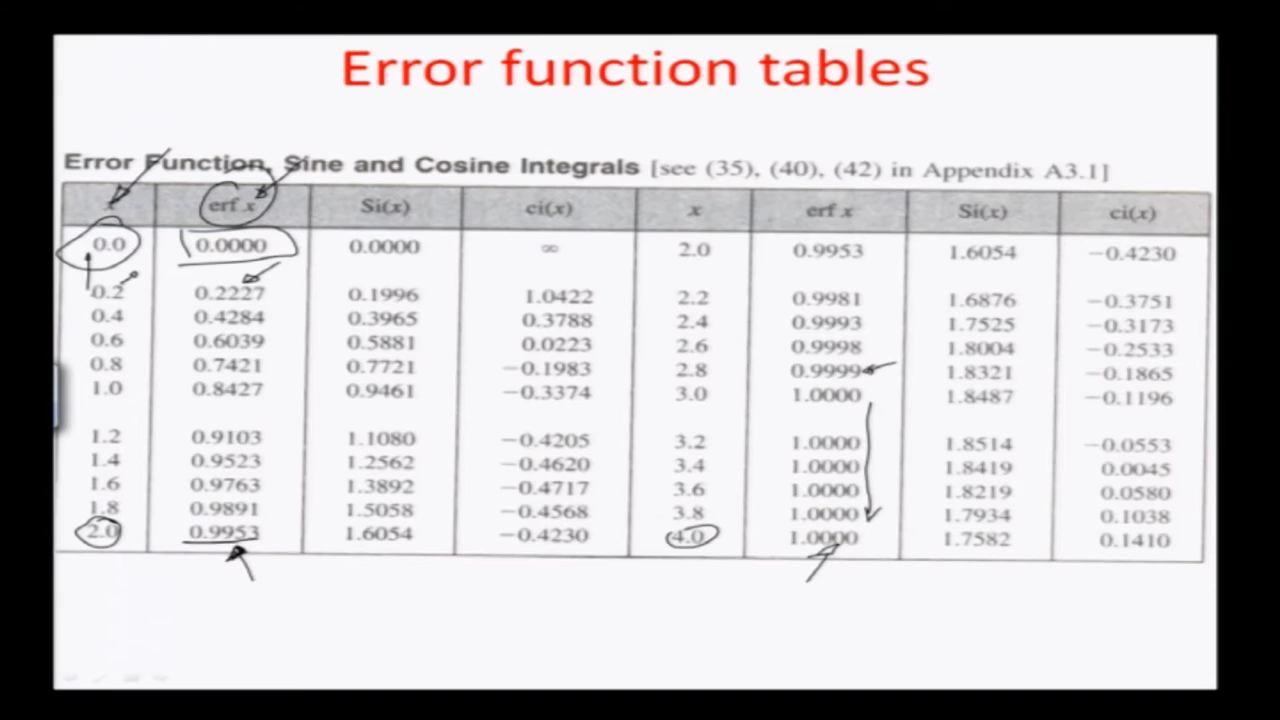 Error function tables
Error Function, Sine and Cosine Integrals [see (35), (40), (42) in Appendix A3.1]
x erf x Si(x) ci(x) x erf x Si(x) ci(x)
0.0 0.0000 0.0000 ∞ 2.0 0.9953 1.6054 −0.4230
0.2 0.2227 0.1996 1.0422 2.2 0.9981 1.6876 −0.3751
0.4 0.4284 0.3965 0.3788 2.4 0.9993 1.7525 −0.3173
0.6 0.6039 0.5881 0.0223 2.6 0.9998 1.8004 −0.2533
0.8 0.7421 0.7721 −0.1983 2.8 0.9999 1.8321 −0.1865
1.0 0.8427 0.9461 −0.3374 3.0 1.0000 1.8487 −0.1196
1.2 0.9103 1.1080 −0.4205 3.2 1.0000 1.8514 −0.0553
1.4 0.9523 1.2562 −0.4620 3.4 1.0000 1.8419 0.0045
1.6 0.9763 1.3892 −0.4717 3.6 1.0000 1.8219 0.0580
1.8 0.9891 1.5058 −0.4568 3.8 1.0000 1.7934 0.1038
2.0 0.9953 1.6054 −0.4230 4.0 1.0000 1.7582 0.1410